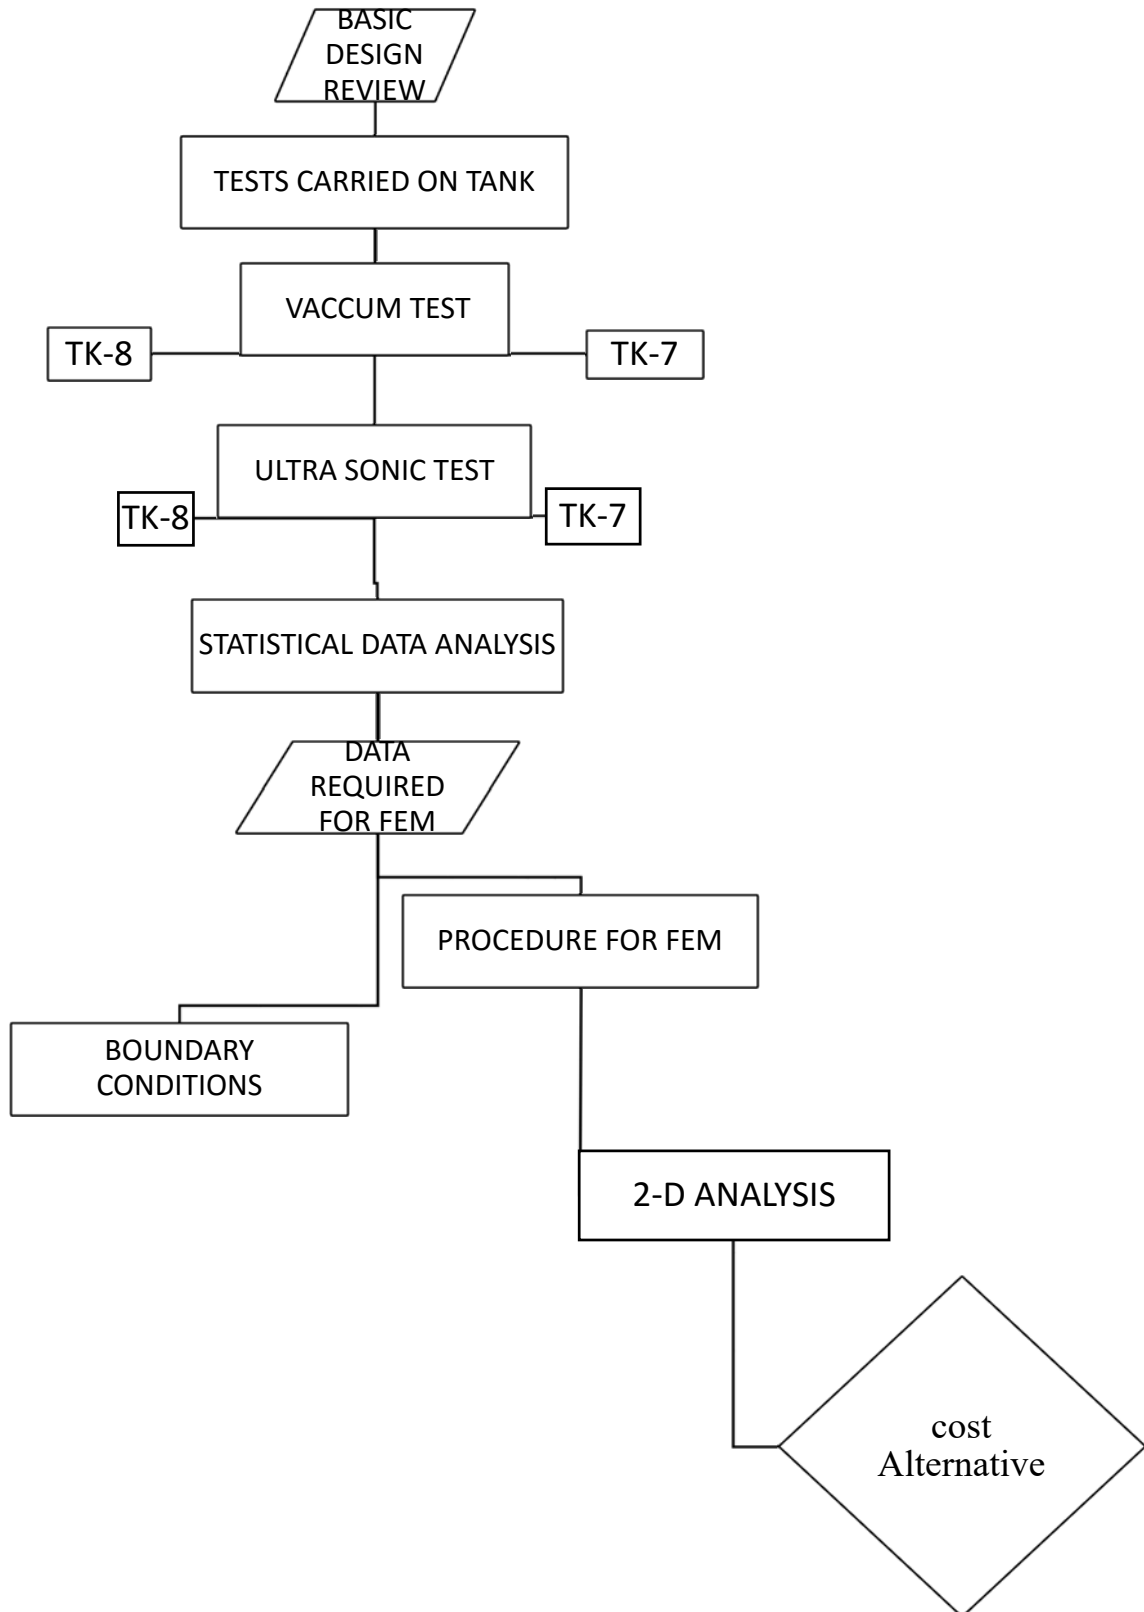 BASIC
DESIGN
REVIEW
TESTS CARRIED ON TANK
VACCUM TEST
TK-8
TK-7
ULTRA SONIC TEST
TK-8
TK-7
STATISTICAL DATA ANALYSIS
DATA
REQUIRED
FOR FEM
PROCEDURE FOR FEM
BOUNDARY
CONDITIONS
2-D ANALYSIS
cost
Alternative